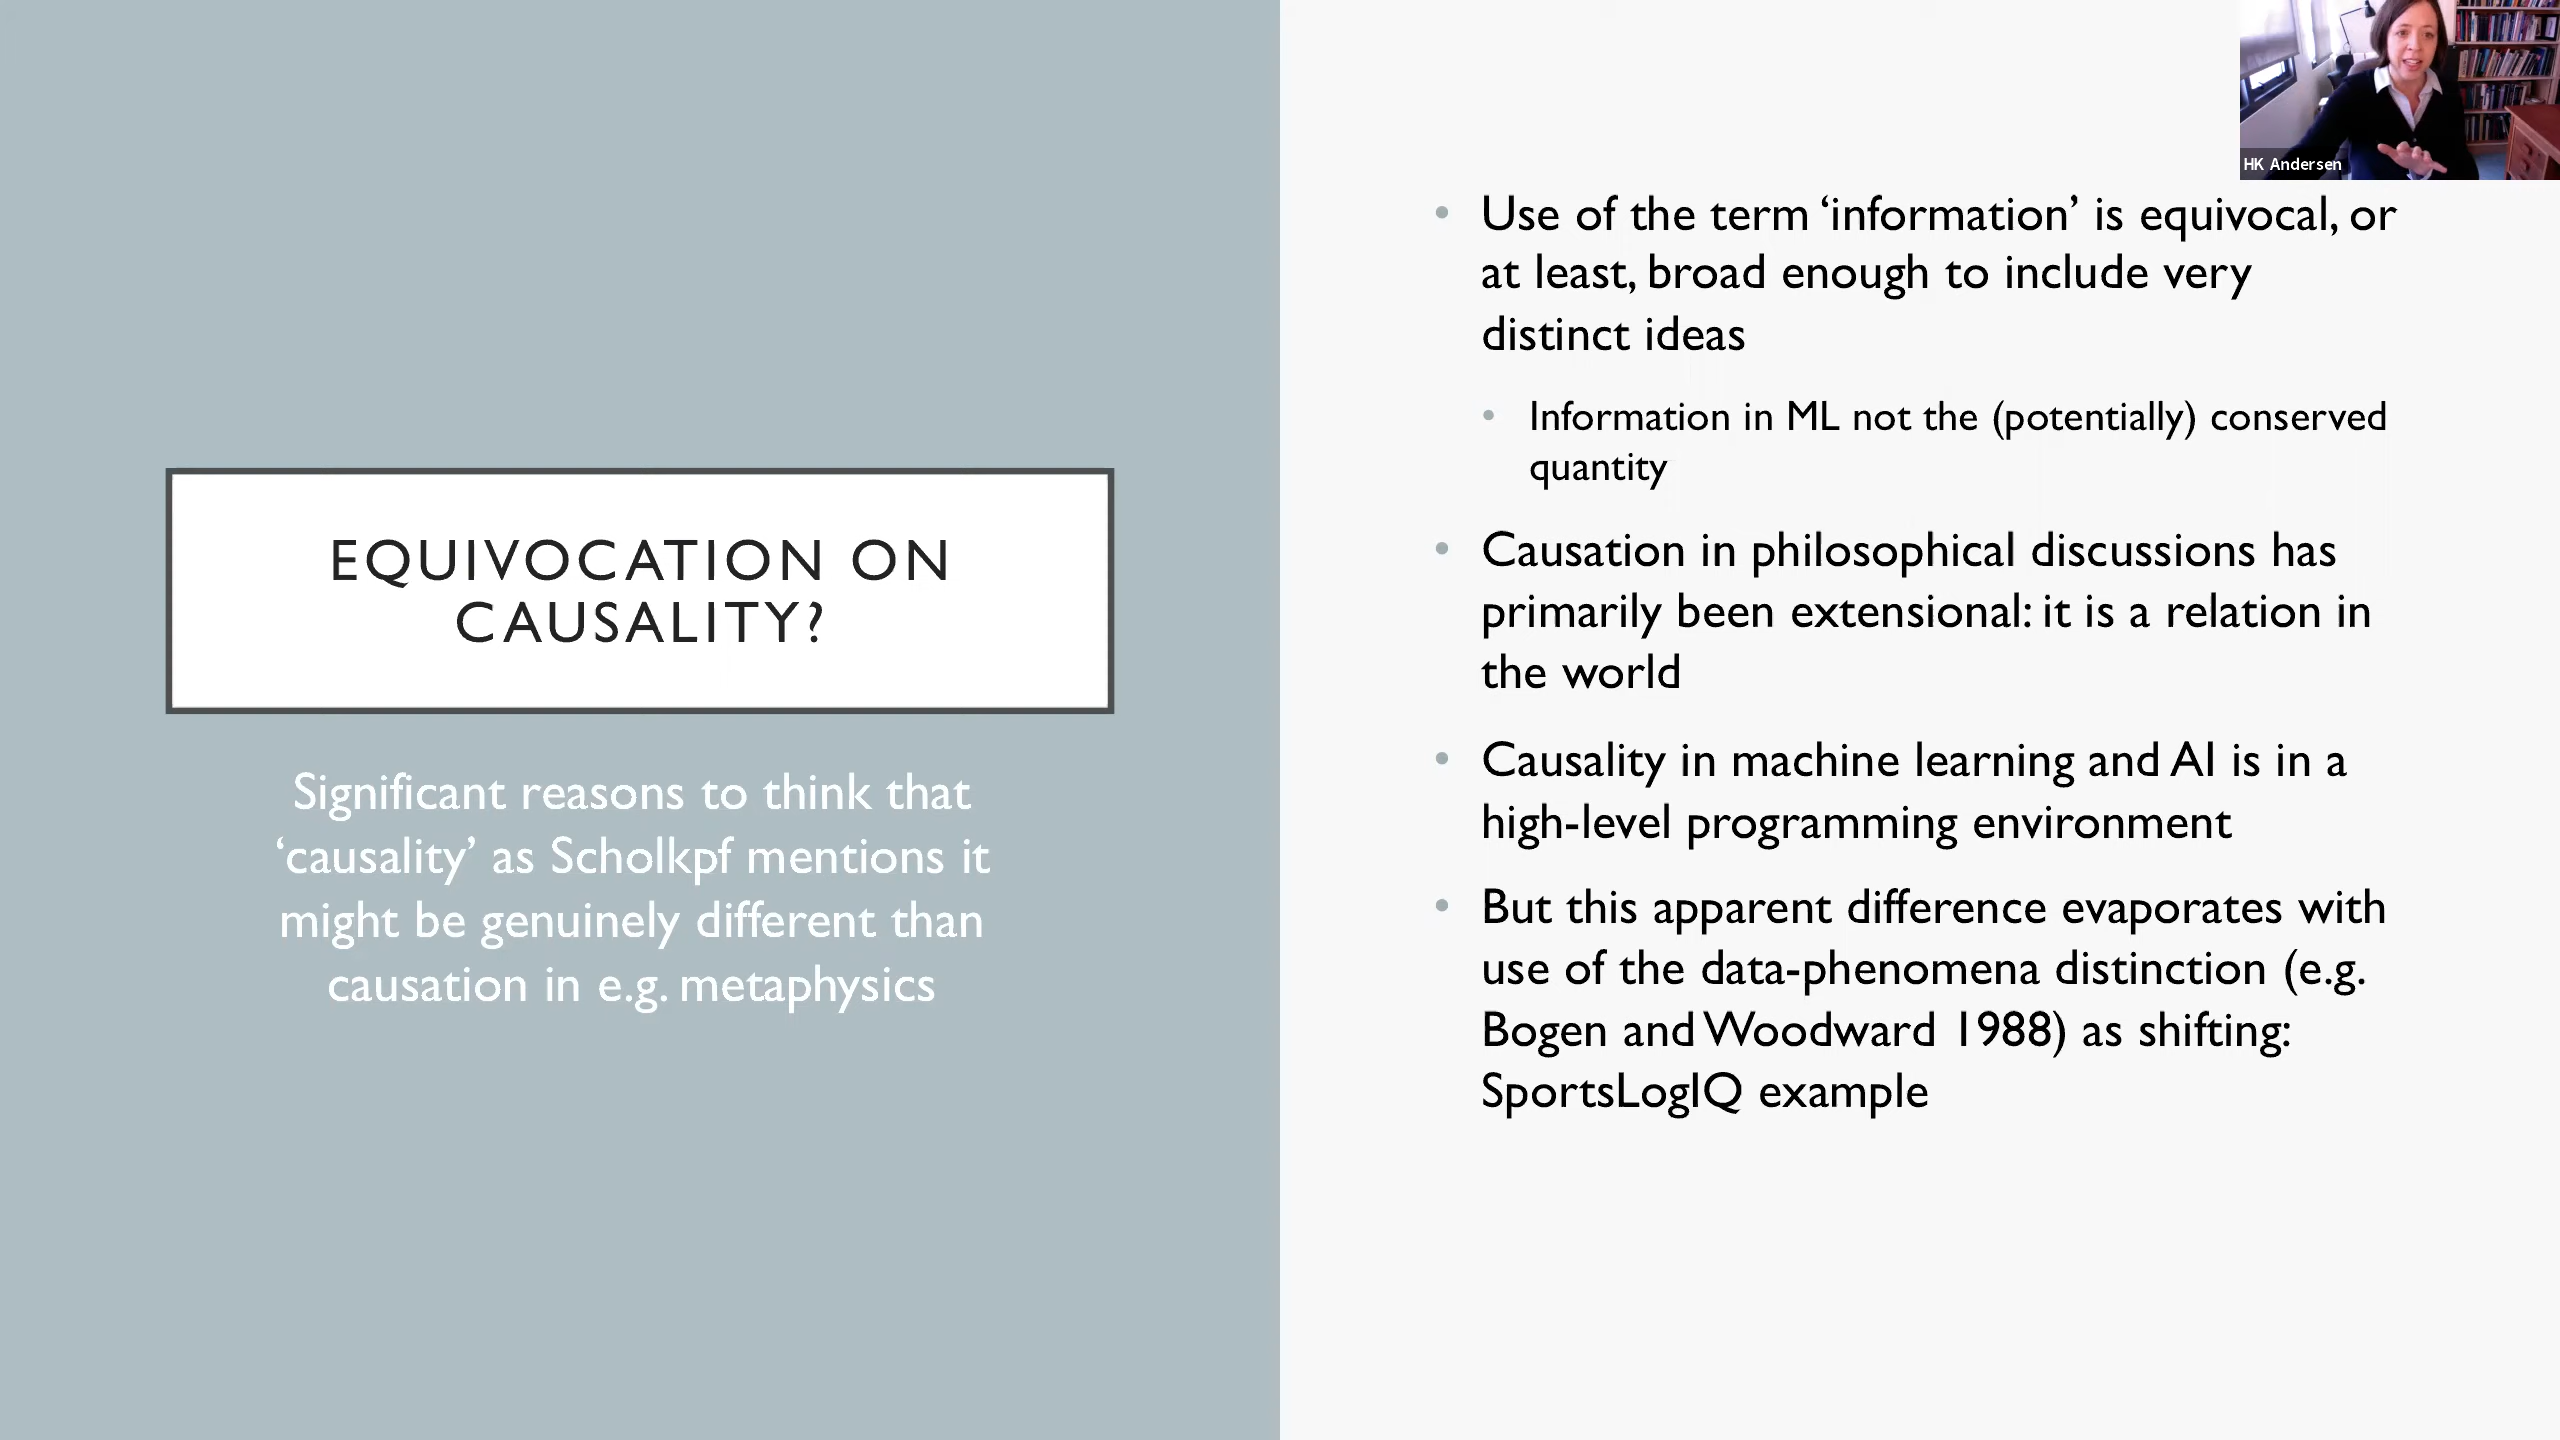 HK Andersen
EQUIVOCATION ON
CAUSALITY?
Significant reasons to think that
‘causality’ as Scholkpf mentions it
might be genuinely different than
causation in e.g. metaphysics
• Use of the term ‘information’ is equivocal, or
at least, broad enough to include very
distinct ideas
• Information in ML not the (potentially) conserved
quantity
• Causation in philosophical discussions has
primarily been extensional: it is a relation in
the world
• Causality in machine learning and AI is in a
high-level programming environment
• But this apparent difference evaporates with
use of the data-phenomena distinction (e.g.
Bogen and Woodward 1988) as shifting:
SportsLogIQ example